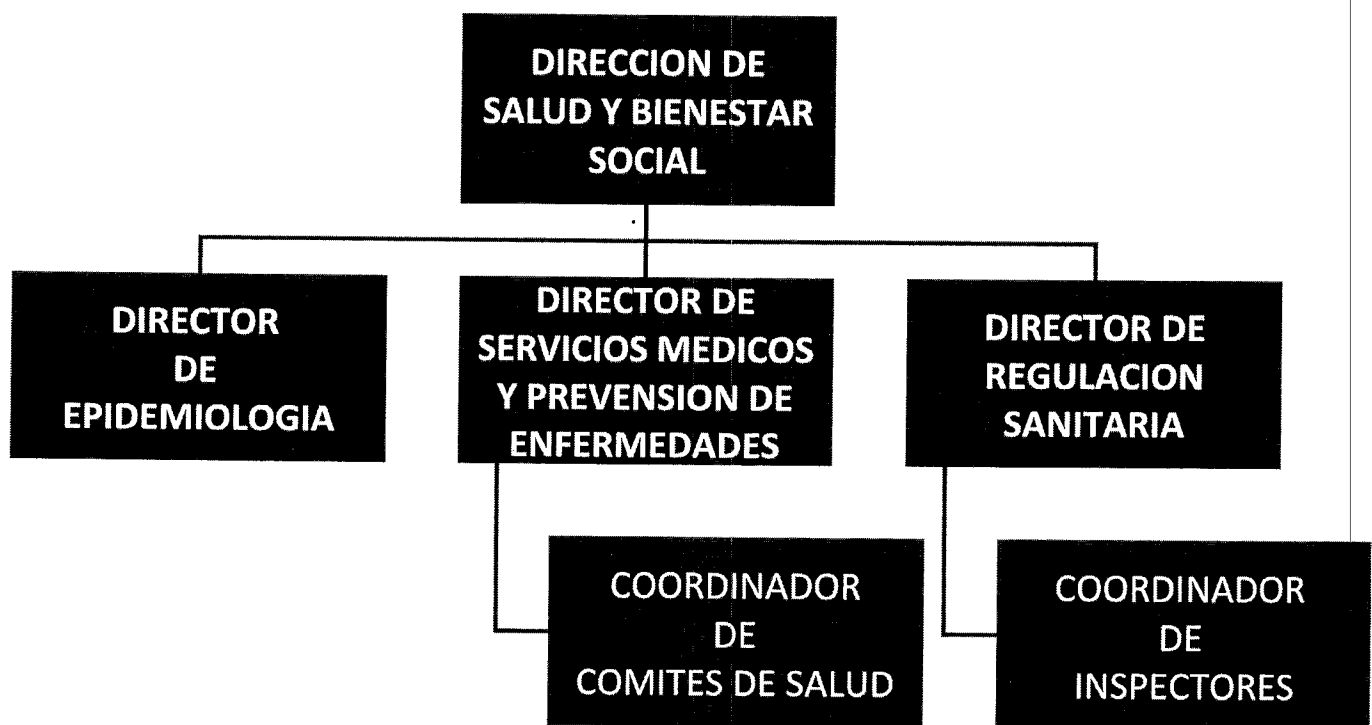 DIRECCION DE
SALUD Y BIENESTAR
SOCIAL
DIRECTOR
DE
EPIDEMIOLOGIA
DIRECTOR DE
SERVICIOS MEDICOS
Y PREVENSION DE
ENFERMEDADES
DIRECTOR DE
REGULACION
SANITARIA
COORDINADOR
DE
COMITES DE SALUD
COORDINADOR
DE
INSPECTORES